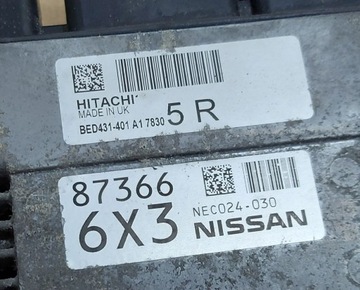 HITACHI
MADE IN UK
BED431-401 A1 7830 5 R
87366
6X3
NEC024-030
NISSAN